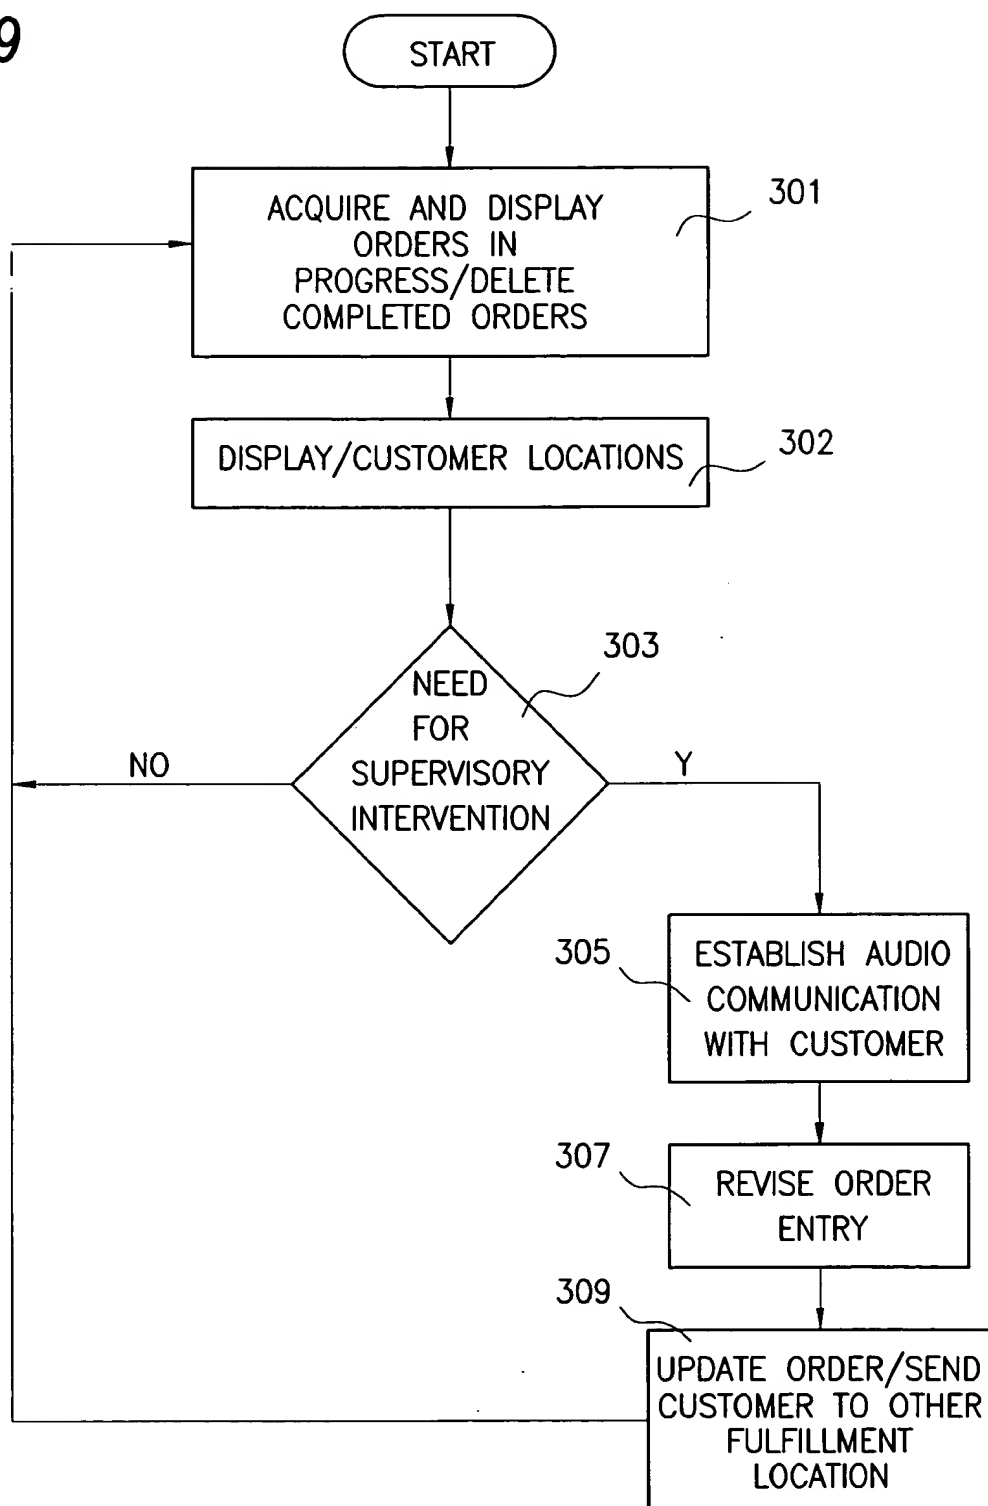 9
START
ACQUIRE AND DISPLAY
ORDERS IN
PROGRESS/DELETE
COMPLETED ORDERS
301
DISPLAY/CUSTOMER LOCATIONS
302
NEED
FOR
SUPERVISORY
INTERVENTION
303
NO
Y
305
ESTABLISH AUDIO
COMMUNICATION
WITH CUSTOMER
307
REVISE ORDER
ENTRY
309
UPDATE ORDER/SEND
CUSTOMER TO OTHER
FULFILLMENT
LOCATION